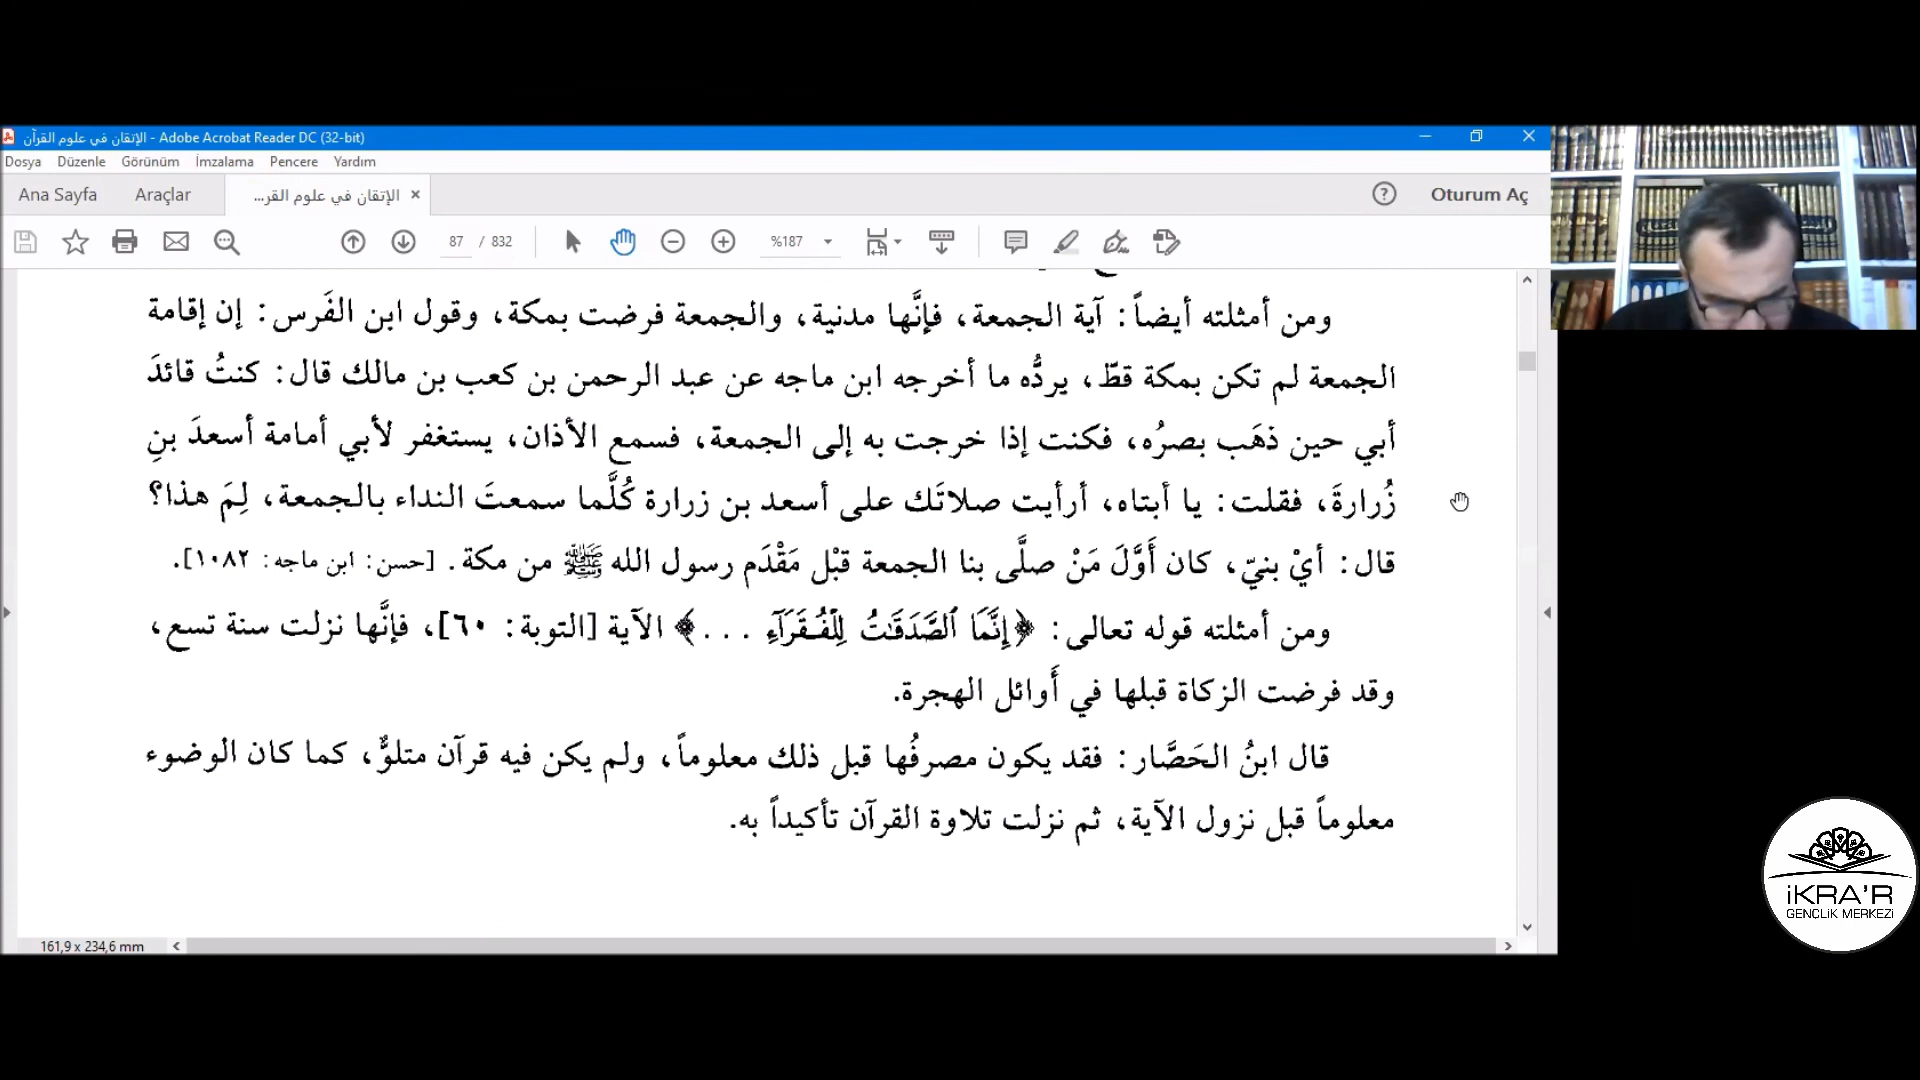 الإتقان في علوم القرآن - Adobe Acrobat Reader DC (32-bit)
Dosya Düzenle Görünüm İmzalama Pencere Yardım
Ana Sayfa Araçlar الإتقان في علوم القر... × Oturum Aç
87 / 832 %187
ومن أمثلته أيضاً: آية الجمعة، فإنَّها مدنية، والجمعة فرضت بمكة، وقول ابن الفَرس: إن إقامة
الجمعة لم تكن بمكة قطّ، يردُّه ما أخرجه ابن ماجه عن عبد الرحمن بن كعب بن مالك قال: كنتُ قائدَ
أبي حين ذهَب بصرُه، فكنت إذا خرجت به إلى الجمعة، فسمع الأذان، يستغفر لأبي أمامة أسعدَ بنِ
زُرارةَ، فقلت: يا أبتاه، أرأيت صلاتَك على أسعد بن زرارة كُلَّما سمعتَ النداء بالجمعة، لِمَ هذا؟
قال: أيْ بنيّ، كان أَوَّلَ مَنْ صلَّى بنا الجمعة قبْل مَقْدَم رسول الله ﷺ من مكة. [حسن: ابن ماجه: ١٠٨٢].
ومن أمثلته قوله تعالى: ﴿إِنَّمَا ٱلصَّدَقَٰتُ لِلْفُقَرَآءِ ...﴾ الآية [التوبة: ٦٠]، فإنَّها نزلت سنة تسع،
وقد فرضت الزكاة قبلها في أَوائل الهجرة.
قال ابنُ الحَصَّار: فقد يكون مصرفُها قبل ذلك معلوماً، ولم يكن فيه قرآن متلوٌّ، كما كان الوضوء
معلوماً قبل نزول الآية، ثم نزلت تلاوة القرآن تأكيداً به.
161,9 x 234,6 mm
iKRA'R
GENÇLİK MERKEZİ